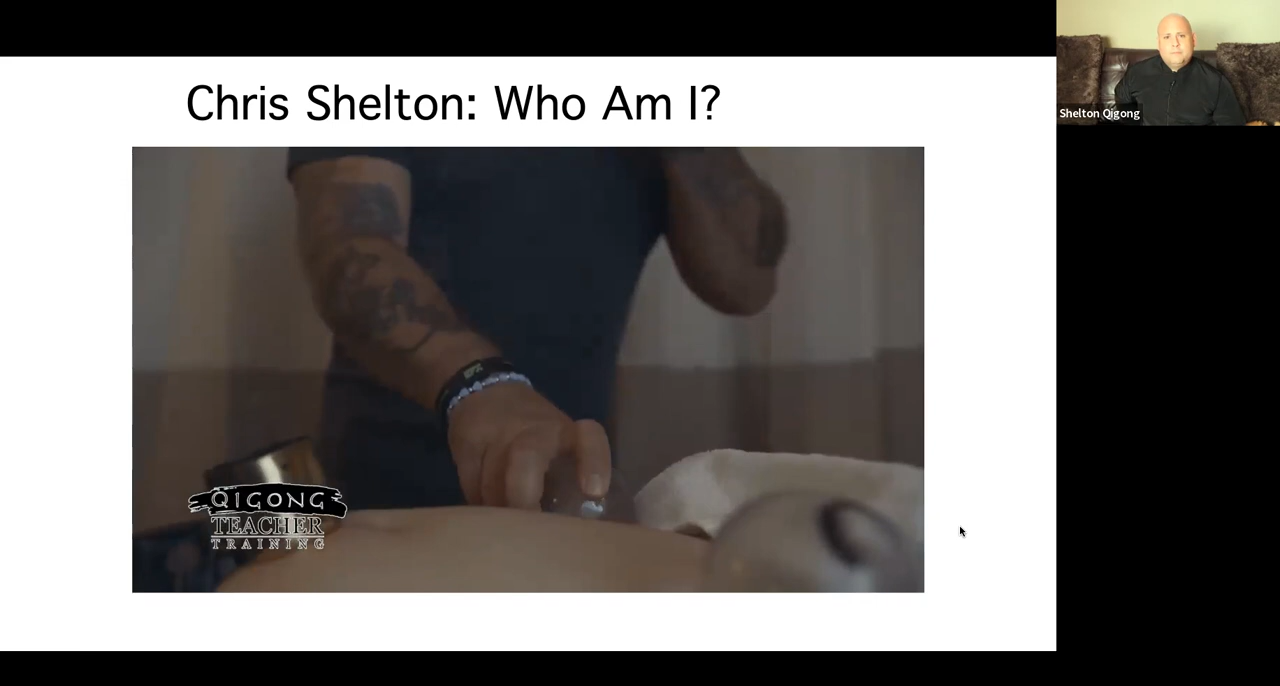 Chris Shelton: Who Am I?
Shelton Qigong
QIGONG
TEACHER
TRAINING